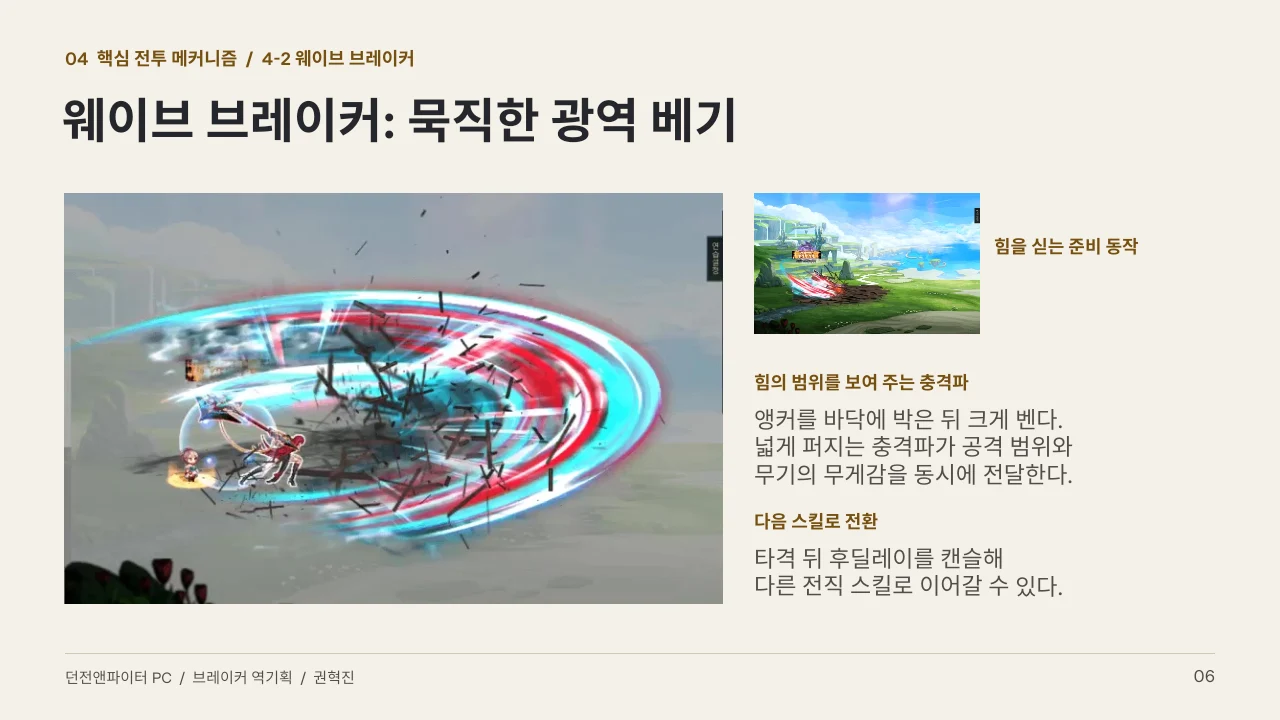 04 핵심 전투 메커니즘 / 4-2 웨이브 브레이커
웨이브 브레이커: 묵직한 광역 베기
힘을 싣는 준비 동작
힘의 범위를 보여 주는 충격파
앵커를 바닥에 박은 뒤 크게 벤다.
넓게 퍼지는 충격파가 공격 범위와
무기의 무게감을 동시에 전달한다.
다음 스킬로 전환
타격 뒤 후딜레이를 캔슬해
다른 전직 스킬로 이어갈 수 있다.
던전앤파이터 PC / 브레이커 역기획 / 권혁진
06